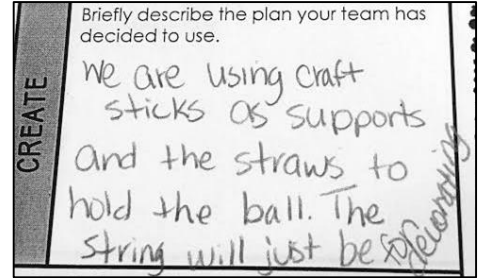 Briefly describe the plan your team has
decided to use.
CREATE
We are using craft
sticks as supports
and the straws to
hold the ball. The
string will just be for
decorating